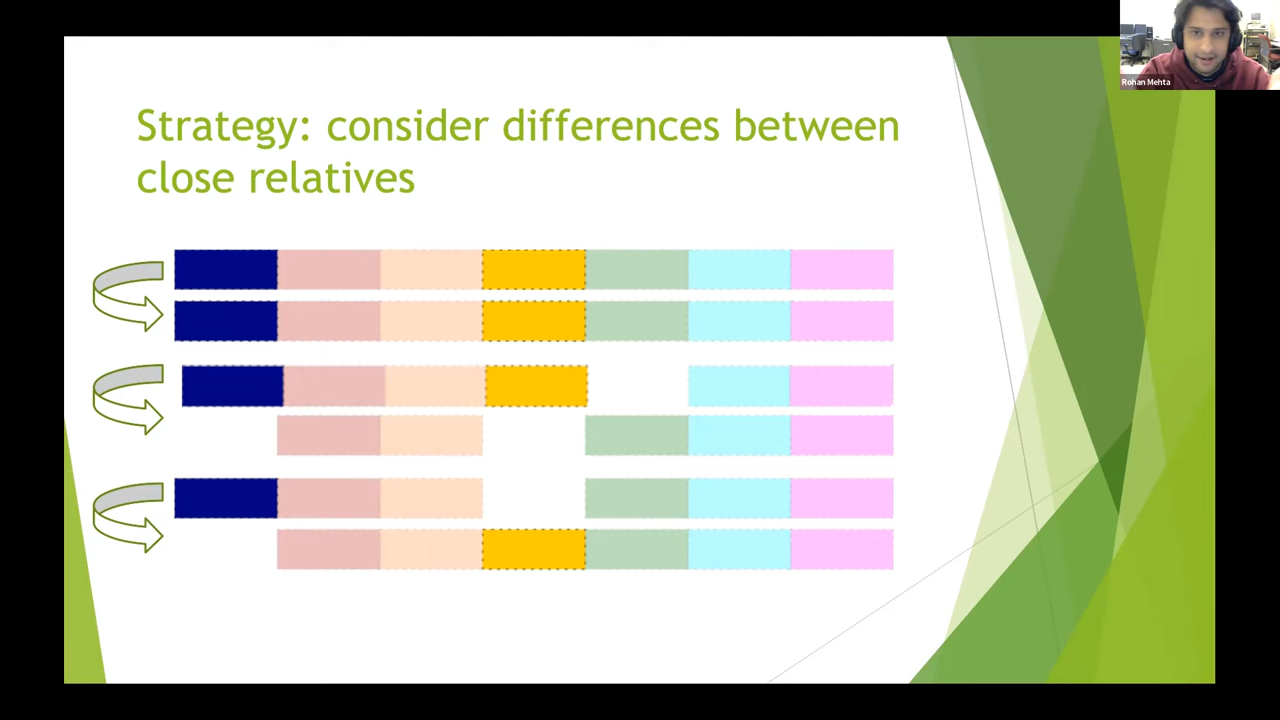 Rohan Mehta
Strategy: consider differences between
close relatives